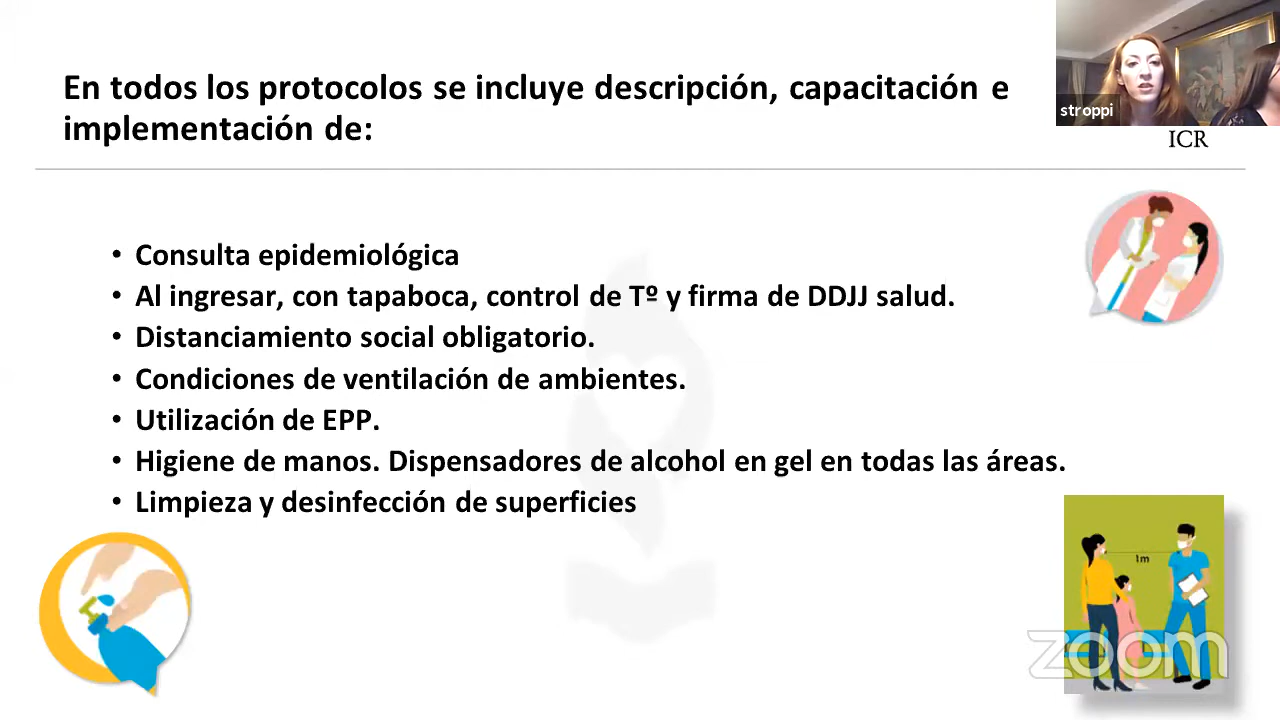 En todos los protocolos se incluye descripción, capacitación e
implementación de:
stroppi
ICR
• Consulta epidemiológica
• Al ingresar, con tapaboca, control de Tº y firma de DDJJ salud.
• Distanciamiento social obligatorio.
• Condiciones de ventilación de ambientes.
• Utilización de EPP.
• Higiene de manos. Dispensadores de alcohol en gel en todas las áreas.
• Limpieza y desinfección de superficies
1m
zoom